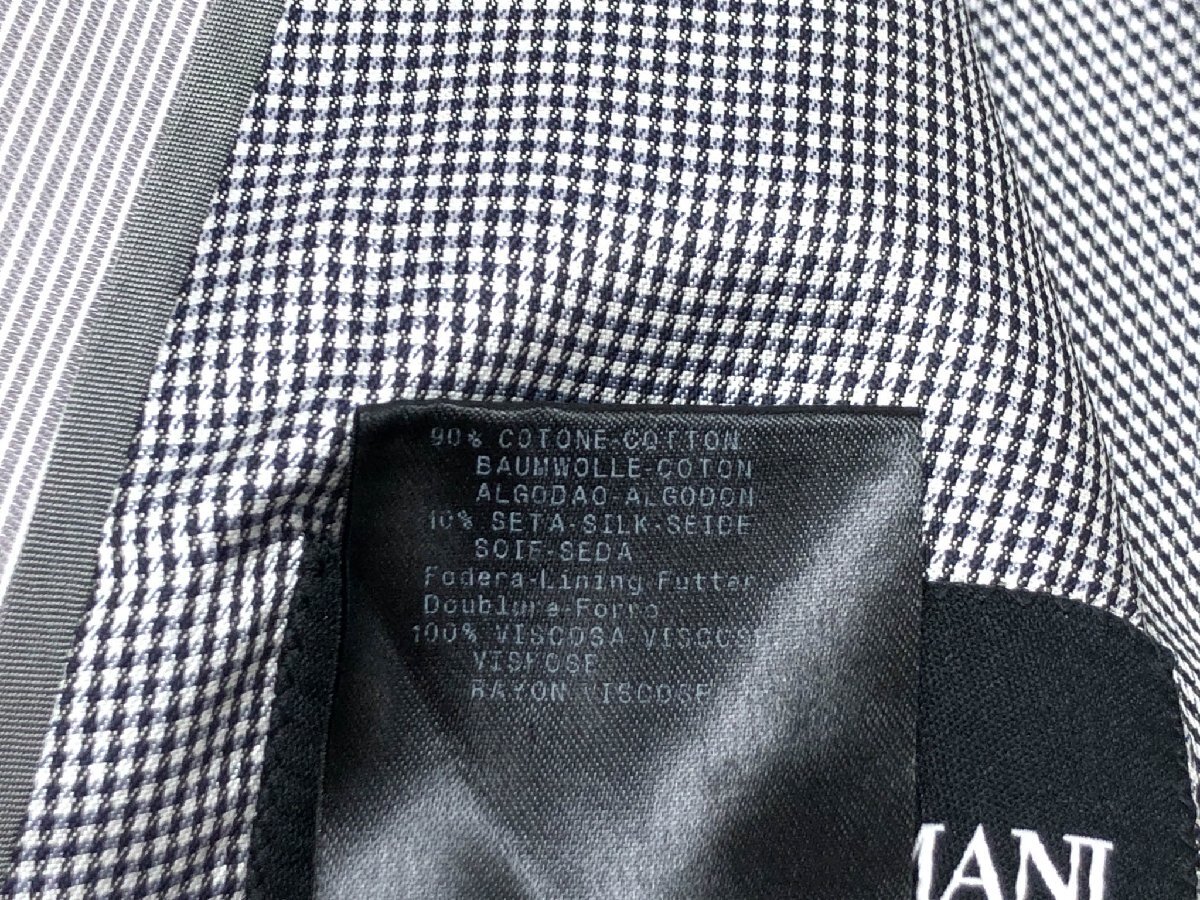 90% COTONE-COTTON
BAUMWOLLE-COTON
ALGODAO-ALGODON
10% SETA-SILK-SEIDE
SOIE-SEDA
Fodera-Lining Futter
Doublure-Forro
100% VISCOSA VISCOSE
VISKOSE
RAYON VISCOSE
MANI